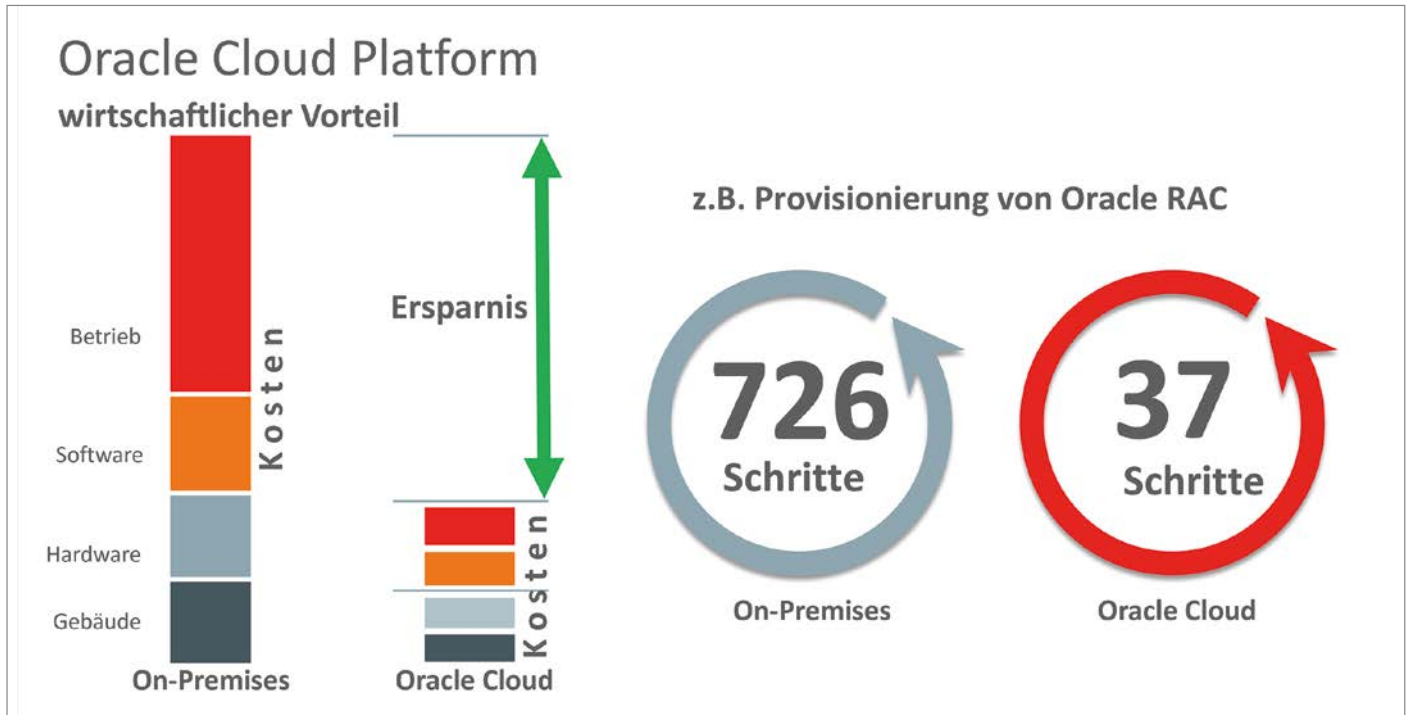 Oracle Cloud Platform
wirtschaftlicher Vorteil
Betrieb
Software
Hardware
Gebäude
Kosten
On-Premises
Ersparnis
Kosten
Oracle Cloud
z.B. Provisionierung von Oracle RAC
726
Schritte
On-Premises
37
Schritte
Oracle Cloud